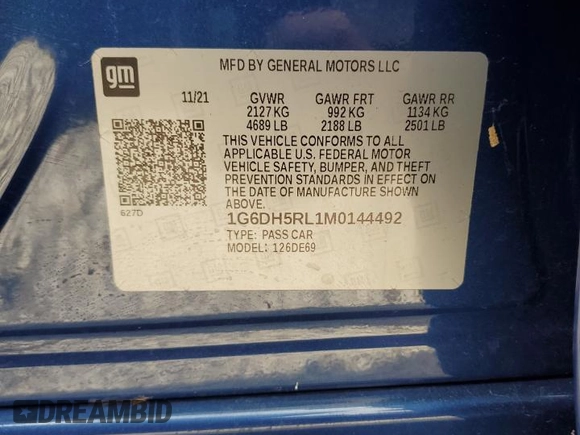 gm
MFD BY GENERAL MOTORS LLC
11/21 GVWR GAWR FRT GAWR RR
2127 KG 992 KG 1134 KG
4689 LB 2188 LB 2501 LB
THIS VEHICLE CONFORMS TO ALL
APPLICABLE U.S. FEDERAL MOTOR
VEHICLE SAFETY, BUMPER, AND THEFT
PREVENTION STANDARDS IN EFFECT ON
THE DATE OF MANUFACTURE SHOWN
ABOVE.
627D
1G6DH5RL1M0144492
TYPE: PASS CAR
MODEL: 126DE69
DREAMBID